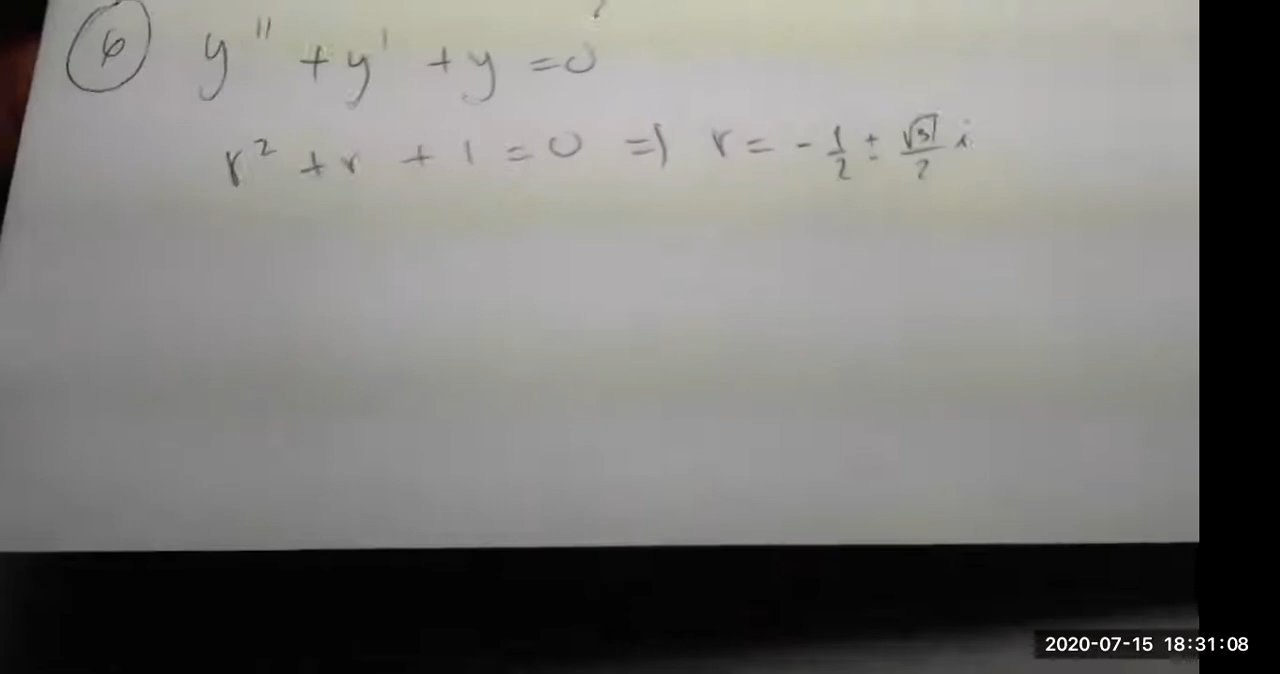 ⑥ y'' + y' + y = 0
r² + r + 1 = 0 ⇒ r = -1/2 ± √3/2 i
2020-07-15 18:31:08